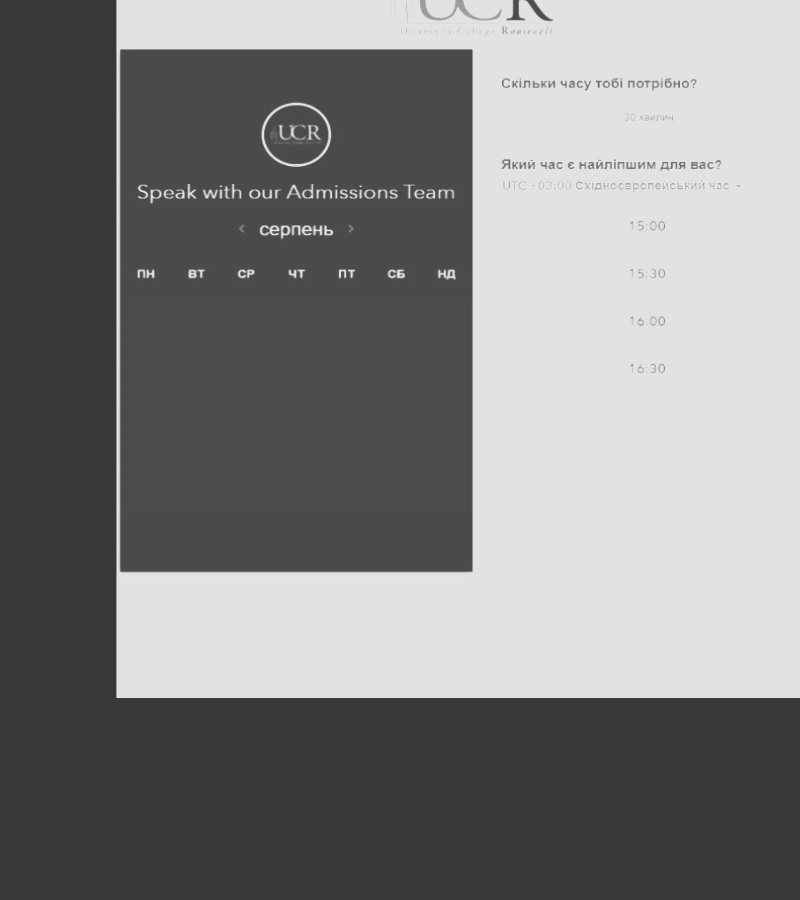 UCR
University College Roosevelt
UCR
Speak with our Admissions Team
< серпень >
ПН ВТ СР ЧТ ПТ СБ НД
Скільки часу тобі потрібно?
30 хвилин
Який час є найліпшим для вас?
UTC +03:00 Східноєвропейський час
15:00
15:30
16:00
16:30